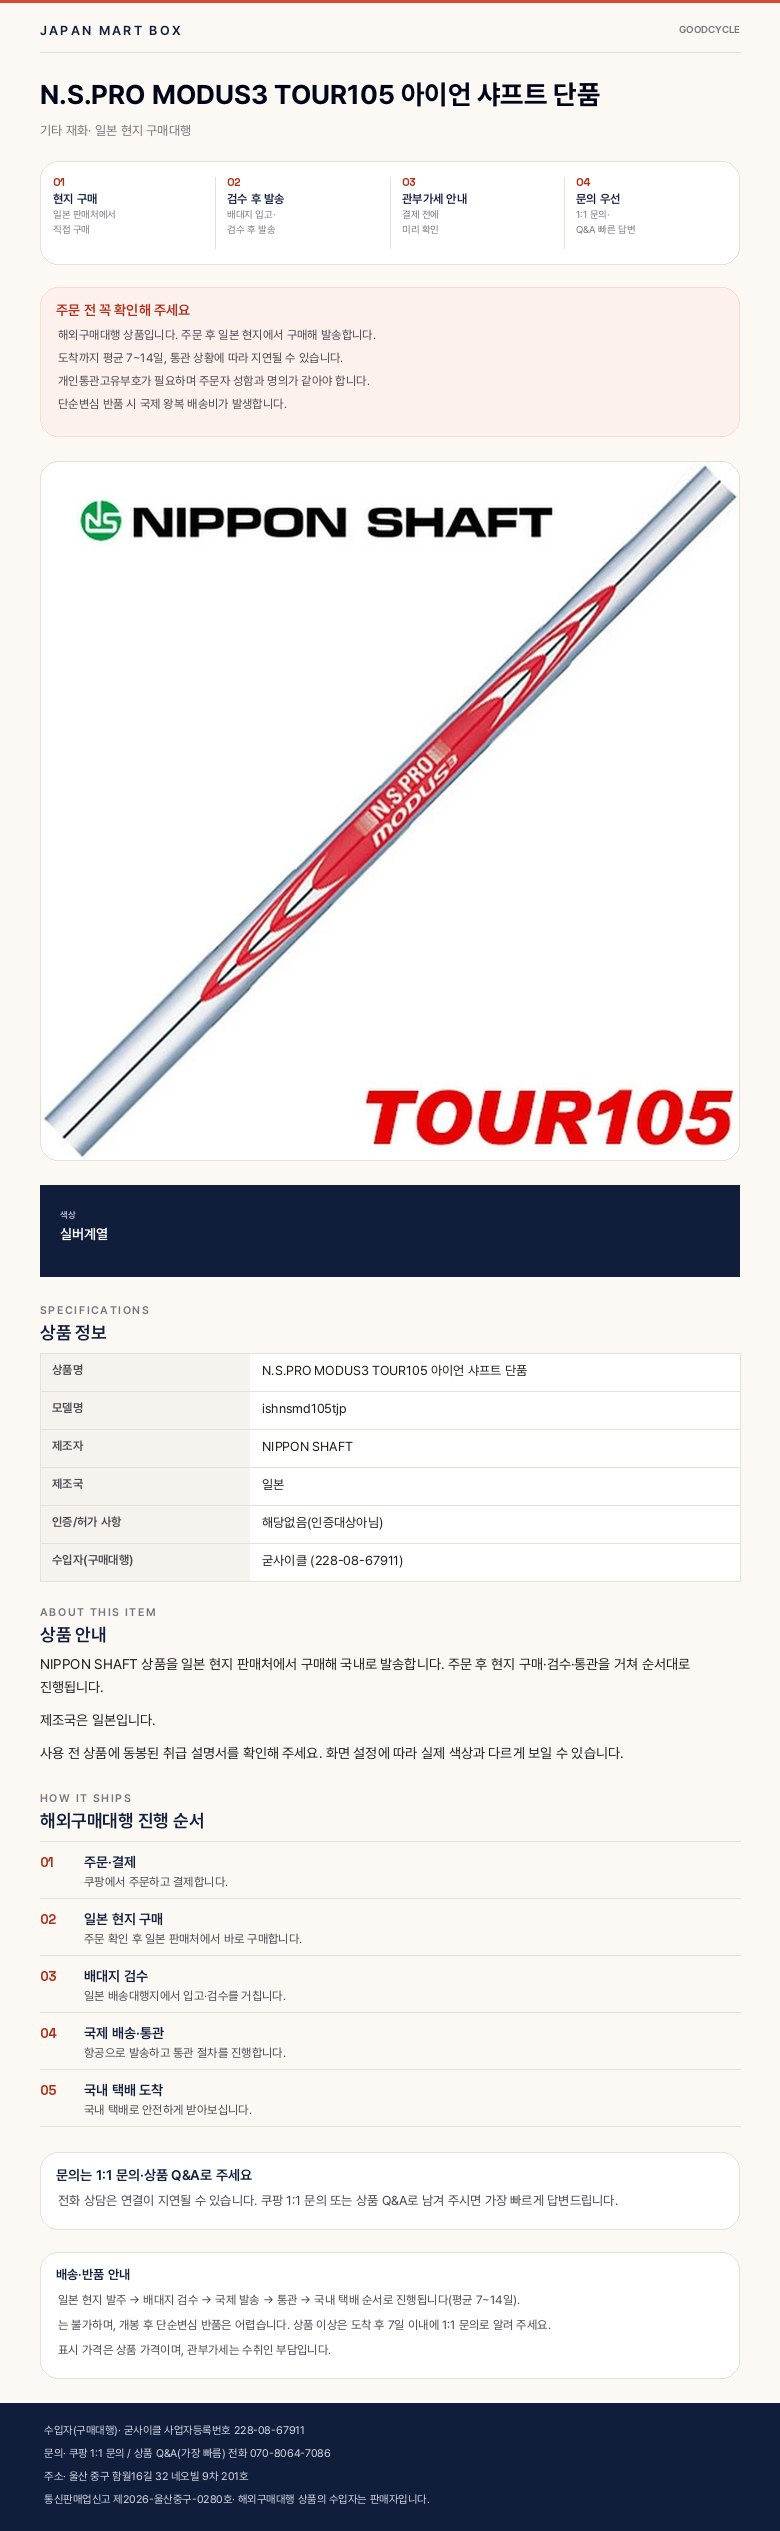 JAPAN MART BOX
GOODCYCLE
N.S.PRO MODUS3 TOUR105 아이언 샤프트 단품
기타 재화· 일본 현지 구매대행
01
현지 구매
일본 판매처에서
직접 구매
02
검수 후 발송
배대지 입고·
검수 후 발송
03
관부가세 안내
결제 전에
미리 확인
04
문의 우선
1:1 문의·
Q&A 빠른 답변
주문 전 꼭 확인해 주세요
해외구매대행 상품입니다. 주문 후 일본 현지에서 구매해 발송합니다.
도착까지 평균 7~14일, 통관 상황에 따라 지연될 수 있습니다.
개인통관고유부호가 필요하며 주문자 성함과 명의가 같아야 합니다.
단순변심 반품 시 국제 왕복 배송비가 발생합니다.
NS NIPPON SHAFT
N.S.PRO
MODUS³
TOUR105
색상
실버계열
SPECIFICATIONS
상품 정보
상품명 N.S.PRO MODUS3 TOUR105 아이언 샤프트 단품
모델명 ishnsmd105tjp
제조자 NIPPON SHAFT
제조국 일본
인증/허가 사항 해당없음(인증대상아님)
수입자(구매대행) 굳사이클 (228-08-67911)
ABOUT THIS ITEM
상품 안내
NIPPON SHAFT 상품을 일본 현지 판매처에서 구매해 국내로 발송합니다. 주문 후 현지 구매·검수·통관을 거쳐 순서대로
진행됩니다.
제조국은 일본입니다.
사용 전 상품에 동봉된 취급 설명서를 확인해 주세요. 화면 설정에 따라 실제 색상과 다르게 보일 수 있습니다.
HOW IT SHIPS
해외구매대행 진행 순서
01 주문·결제
쿠팡에서 주문하고 결제합니다.
02 일본 현지 구매
주문 확인 후 일본 판매처에서 바로 구매합니다.
03 배대지 검수
일본 배송대행지에서 입고·검수를 거칩니다.
04 국제 배송·통관
항공으로 발송하고 통관 절차를 진행합니다.
05 국내 택배 도착
국내 택배로 안전하게 받아보십니다.
문의는 1:1 문의·상품 Q&A로 주세요
전화 상담은 연결이 지연될 수 있습니다. 쿠팡 1:1 문의 또는 상품 Q&A로 남겨 주시면 가장 빠르게 답변드립니다.
배송·반품 안내
일본 현지 발주 → 배대지 검수 → 국제 발송 → 통관 → 국내 택배 순서로 진행됩니다(평균 7~14일).
는 불가하며, 개봉 후 단순변심 반품은 어렵습니다. 상품 이상은 도착 후 7일 이내에 1:1 문의로 알려 주세요.
표시 가격은 상품 가격이며, 관부가세는 수취인 부담입니다.
수입자(구매대행)· 굳사이클 사업자등록번호 228-08-67911
문의· 쿠팡 1:1 문의 / 상품 Q&A(가장 빠름) 전화 070-8064-7086
주소· 울산 중구 함월16길 32 네오빌 9차 201호
통신판매업신고 제2026-울산중구-0280호· 해외구매대행 상품의 수입자는 판매자입니다.